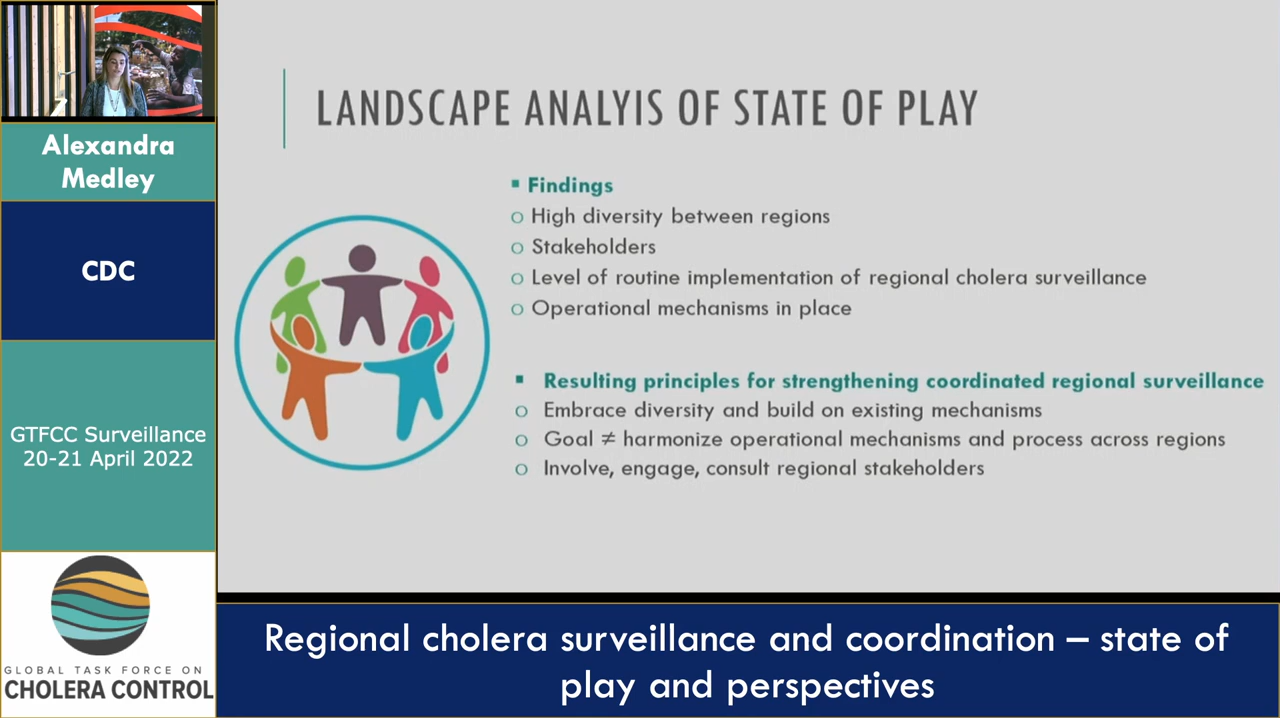 Alexandra
Medley
CDC
GTFCC Surveillance
20-21 April 2022
GLOBAL TASK FORCE ON
CHOLERA CONTROL
LANDSCAPE ANALYIS OF STATE OF PLAY
▪ Findings
o High diversity between regions
o Stakeholders
o Level of routine implementation of regional cholera surveillance
o Operational mechanisms in place
▪ Resulting principles for strengthening coordinated regional surveillance
o Embrace diversity and build on existing mechanisms
o Goal ≠ harmonize operational mechanisms and process across regions
o Involve, engage, consult regional stakeholders
Regional cholera surveillance and coordination – state of
play and perspectives